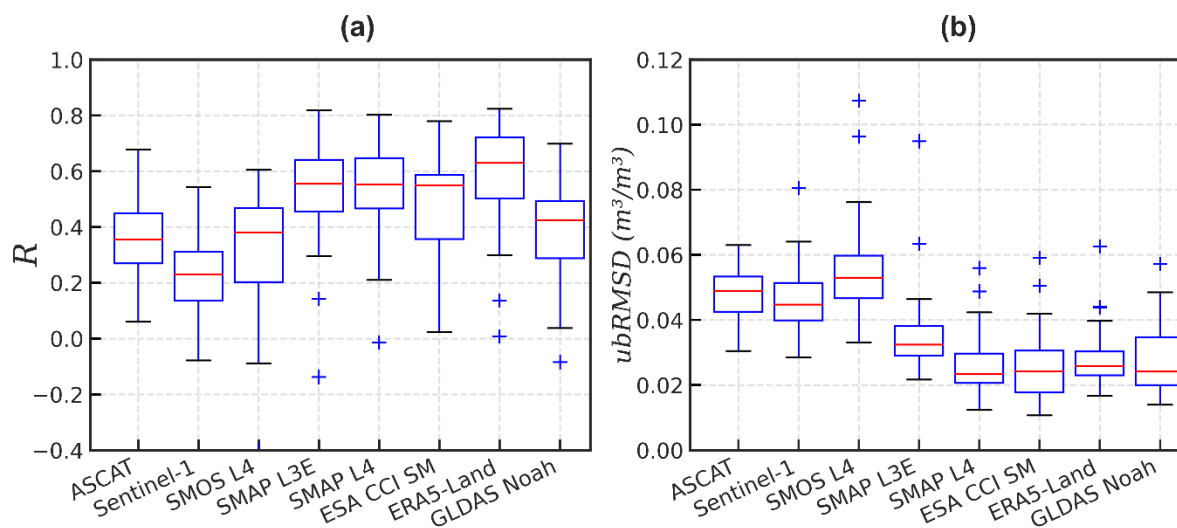 (a)
1.0
0.8
0.6
0.4
0.2
0.0
−0.2
−0.4
R
ASCAT
Sentinel-1
SMOS L4
SMAP L3E
SMAP L4
ESA CCI SM
ERA5-Land
GLDAS Noah
(b)
0.12
0.10
0.08
0.06
0.04
0.02
0.00
ubRMSD (m³/m³)
ASCAT
Sentinel-1
SMOS L4
SMAP L3E
SMAP L4
ESA CCI SM
ERA5-Land
GLDAS Noah